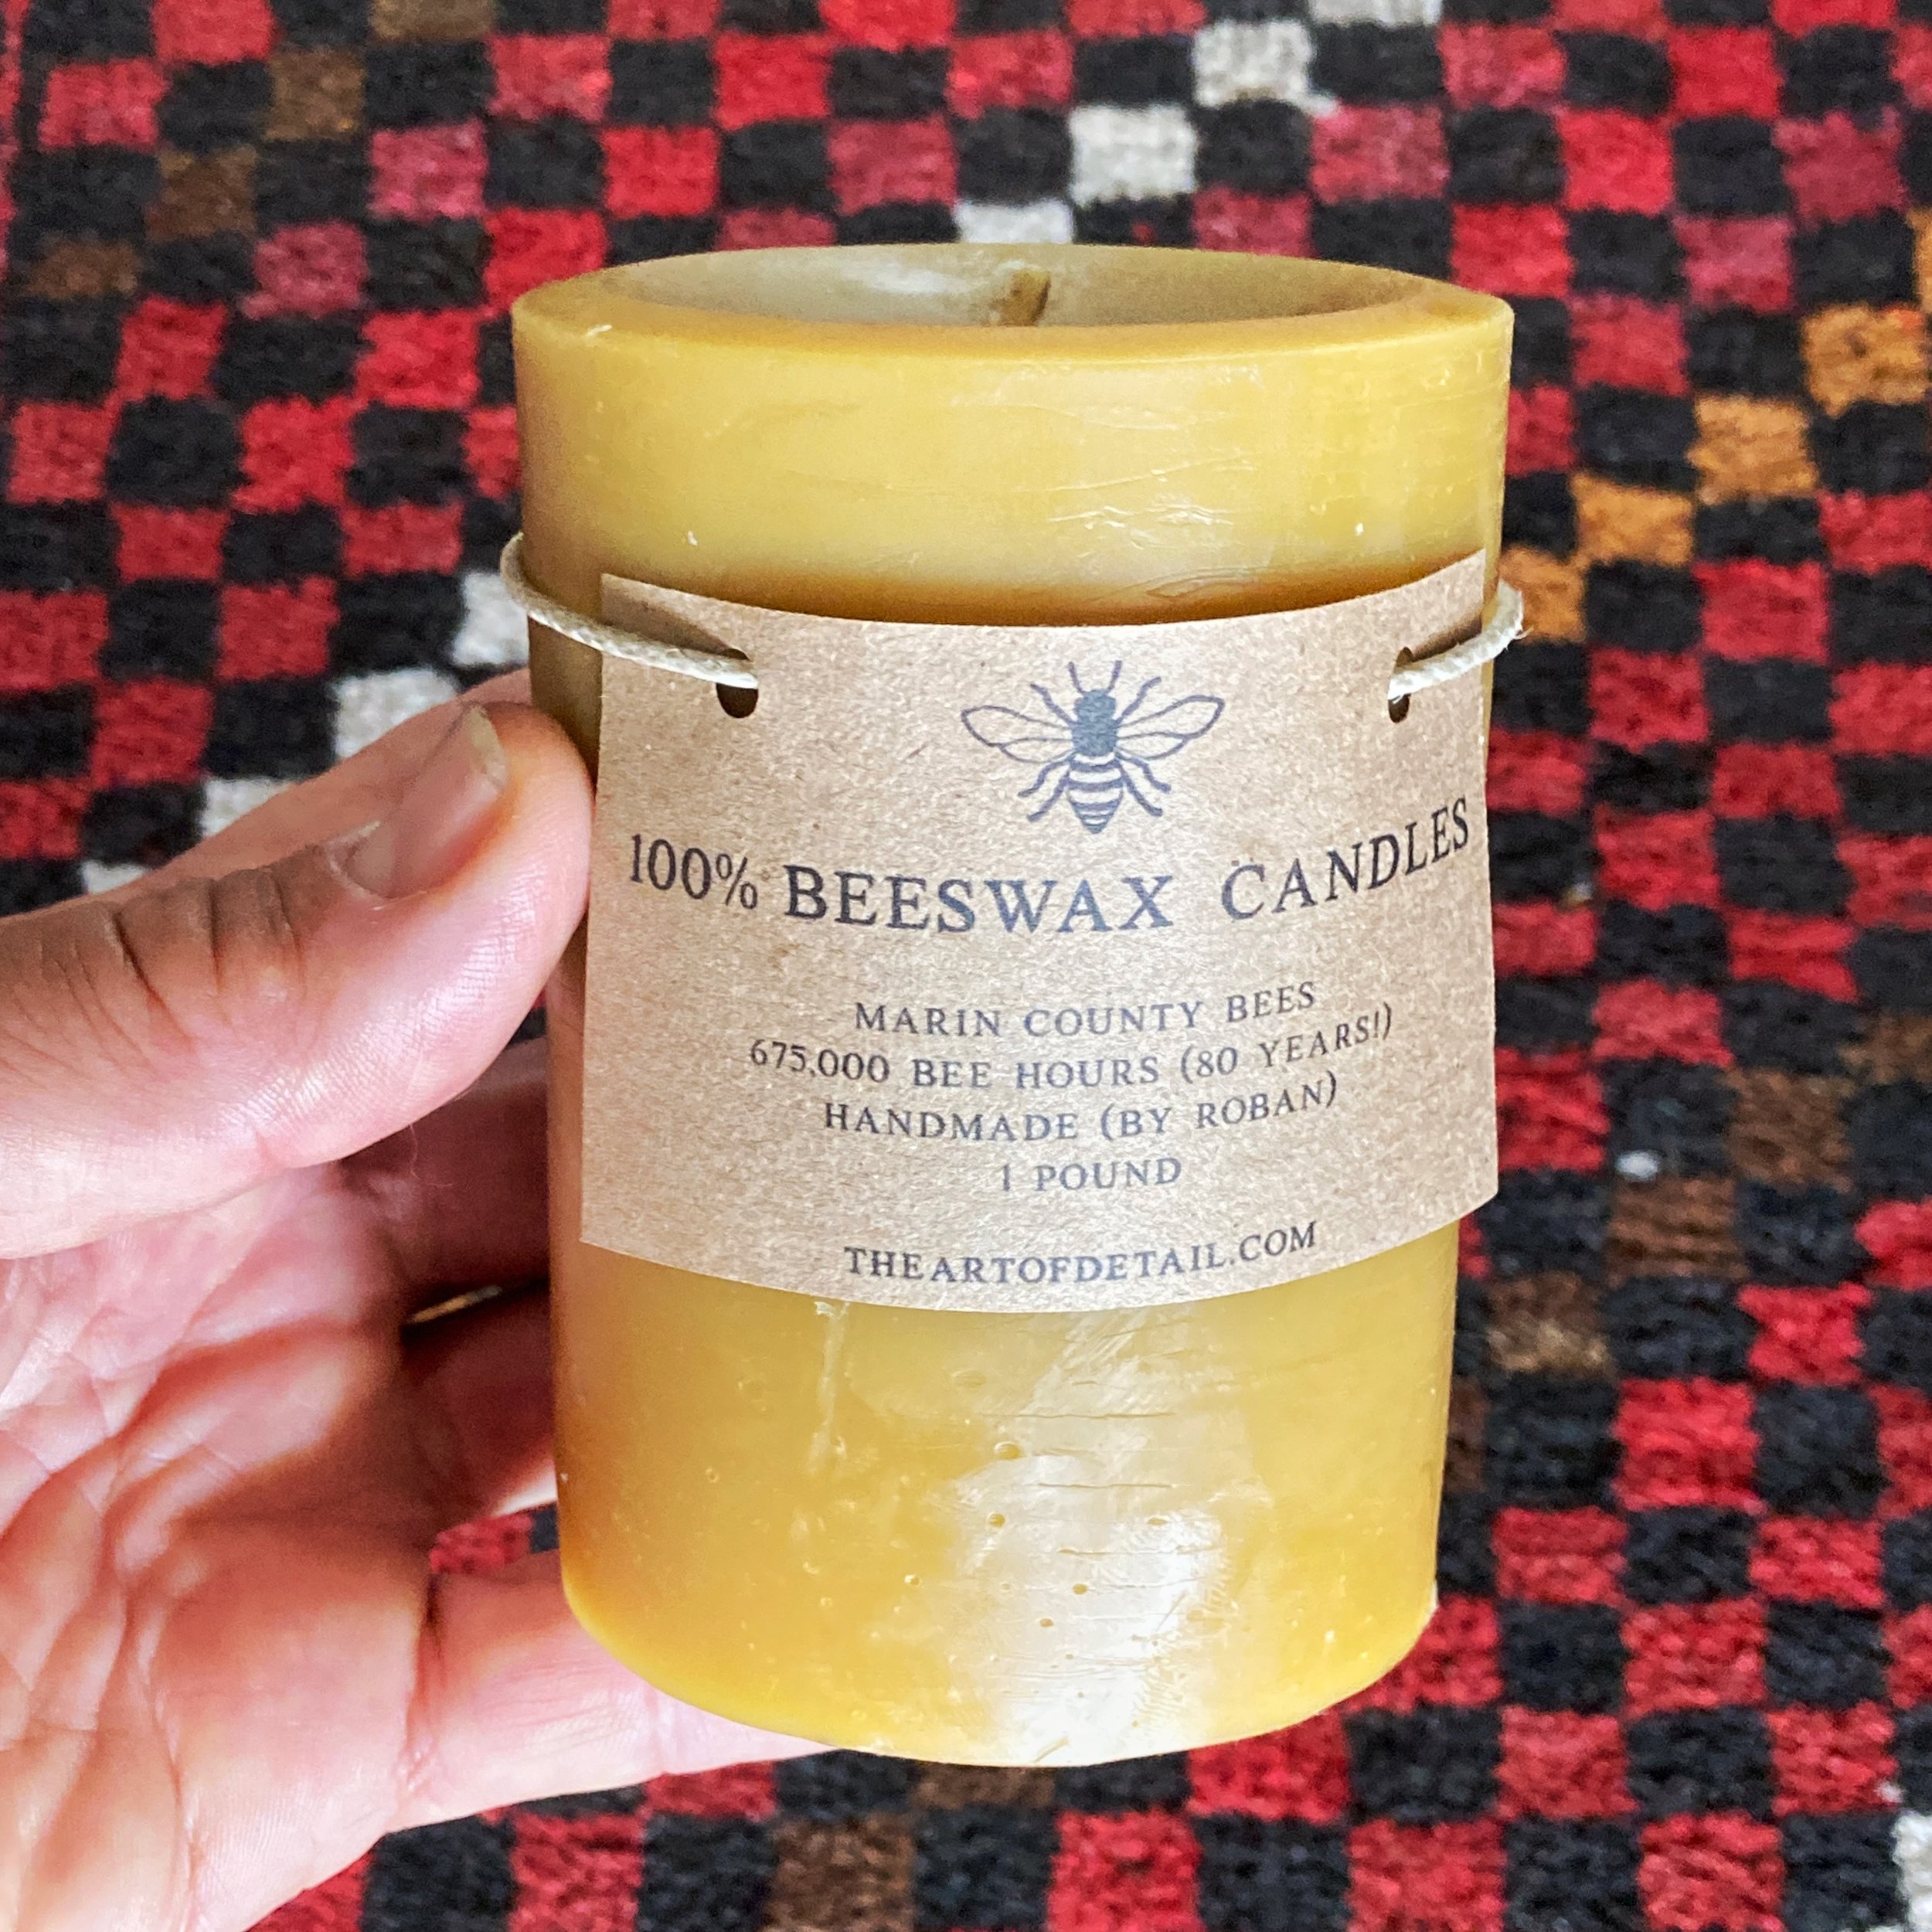 100% BEESWAX CANDLES
MARIN COUNTY BEES
675,000 BEE HOURS (80 YEARS!)
HANDMADE (BY ROBAN)
1 POUND
THEARTOFDETAIL.COM